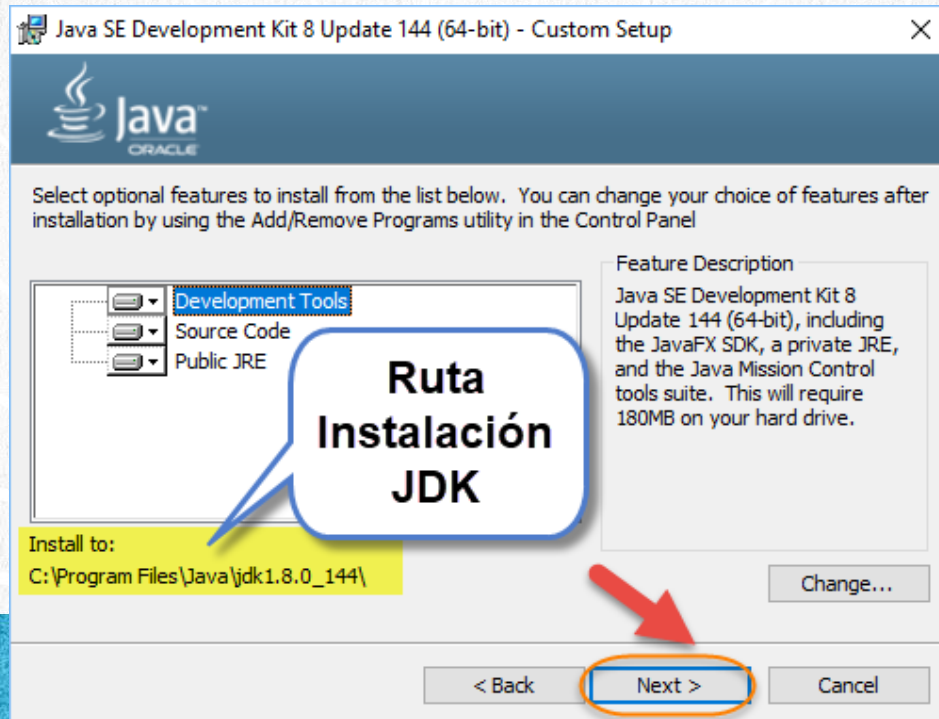 Java SE Development Kit 8 Update 144 (64-bit) - Custom Setup
Java™
ORACLE
Select optional features to install from the list below. You can change your choice of features after
installation by using the Add/Remove Programs utility in the Control Panel
Development Tools
Source Code
Public JRE
Feature Description
Java SE Development Kit 8
Update 144 (64-bit), including
the JavaFX SDK, a private JRE,
and the Java Mission Control
tools suite. This will require
180MB on your hard drive.
Ruta
Instalación
JDK
Install to:
C:\Program Files\Java\jdk1.8.0_144\
Change...
< Back
Next >
Cancel